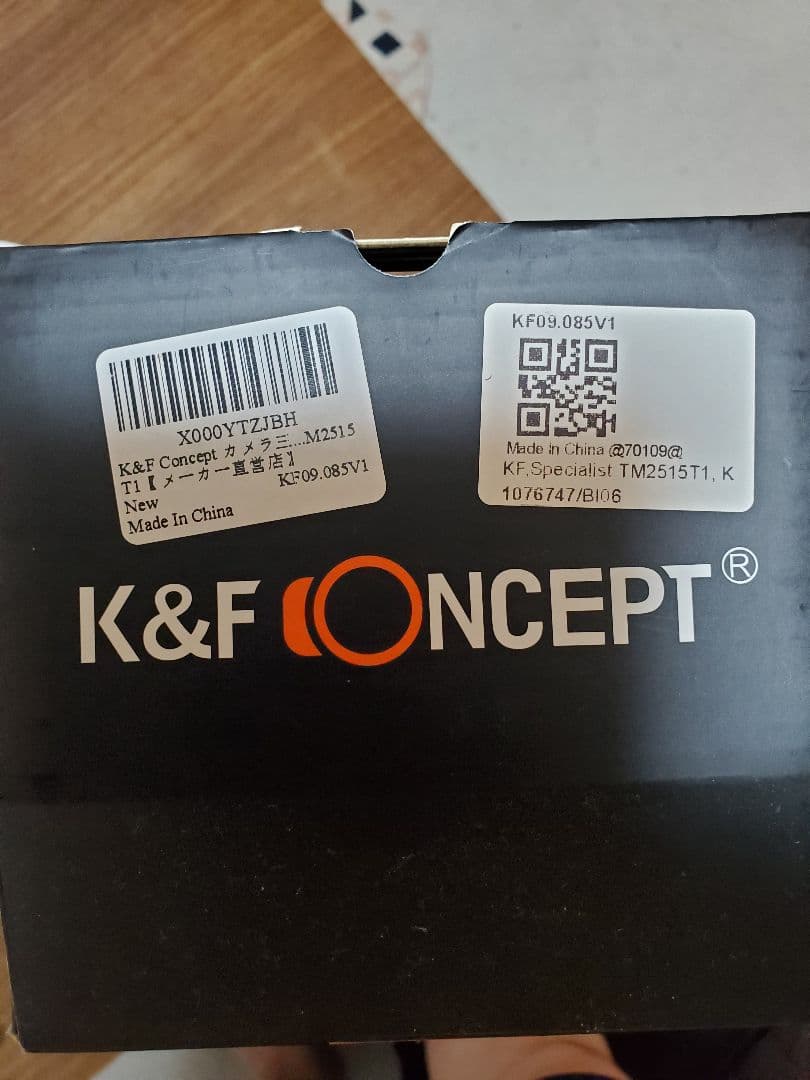 X000YTZJBH
K&F Concept カメラ三...M2515
T1【メーカー直営店】
KF09.085V1
New
Made In China
KF09.085V1
Made in China @70109@
KF.Specialist TM2515T1, K
1076747/BI06
K&F CONCEPT®